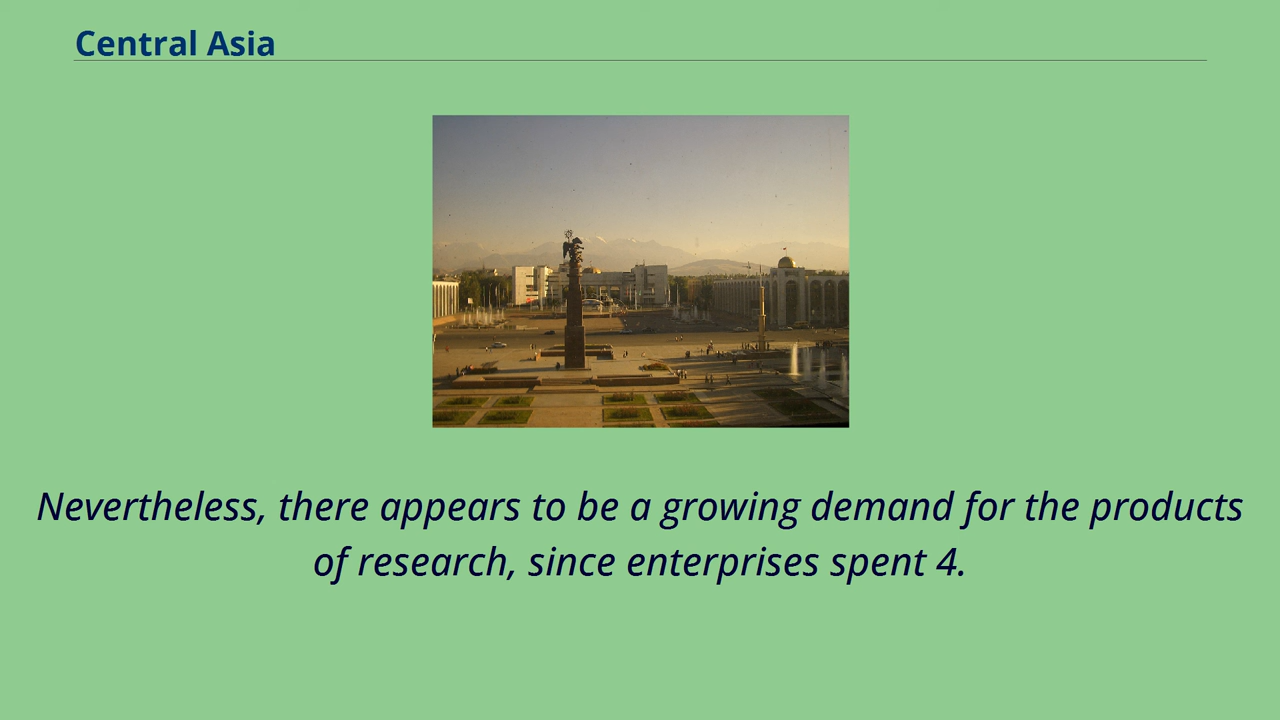 Central Asia
Nevertheless, there appears to be a growing demand for the products
of research, since enterprises spent 4.